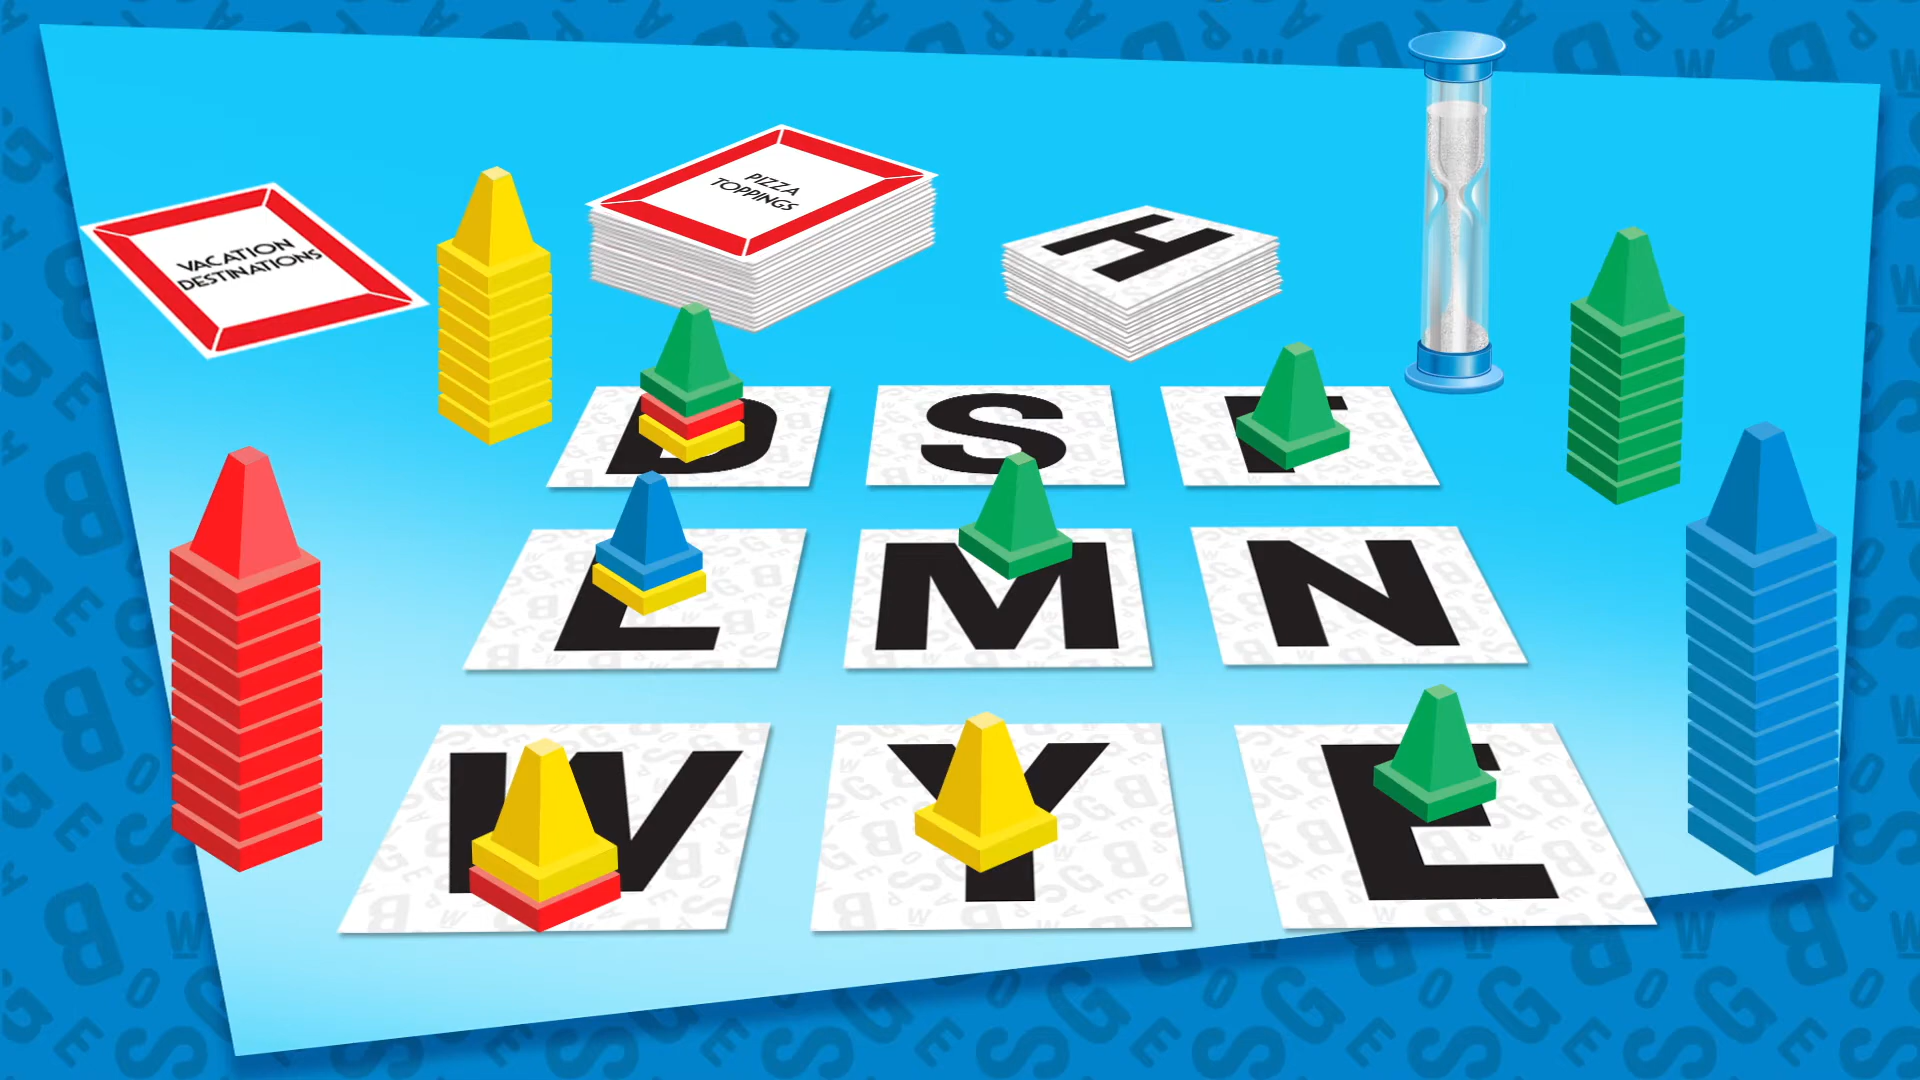 VACATION
DESTINATIONS
PIZZA
TOPPINGS
H
D S F
L M N
W Y E